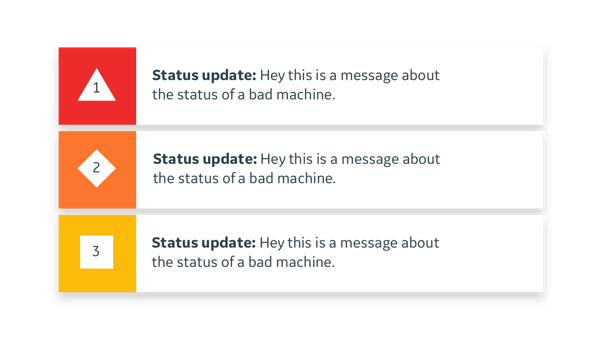 1
Status update: Hey this is a message about
the status of a bad machine.
2
Status update: Hey this is a message about
the status of a bad machine.
3
Status update: Hey this is a message about
the status of a bad machine.